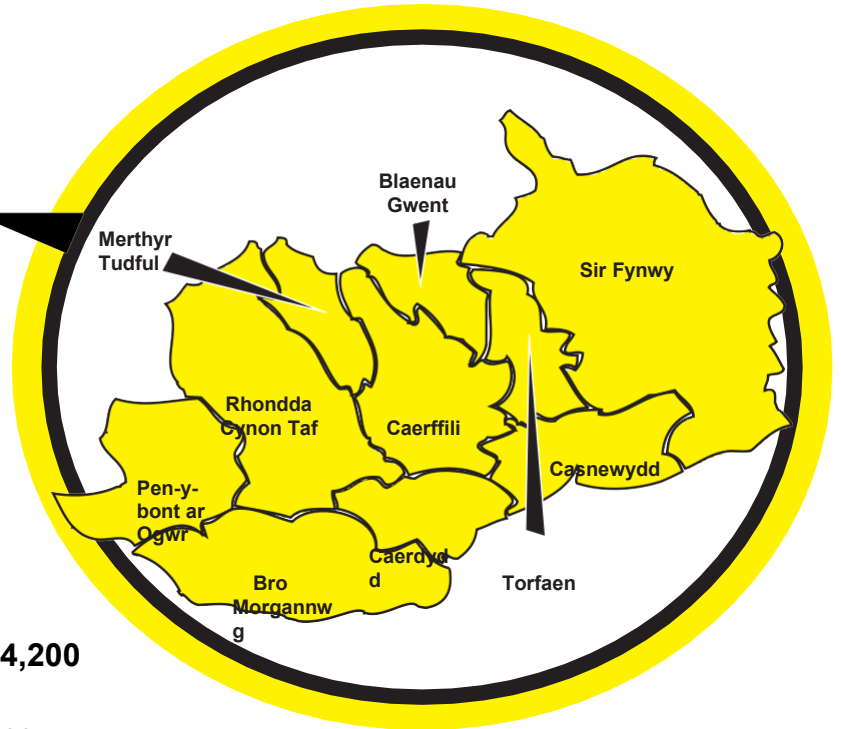 Blaenau
Gwent
Merthyr
Tudful
Sir Fynwy
Rhondda
Cynon Taf
Caerffili
Casnewydd
Pen-y-
bont ar
Ogwr
Caerdyd
d
Torfaen
Bro
Morgannw
g
4,200